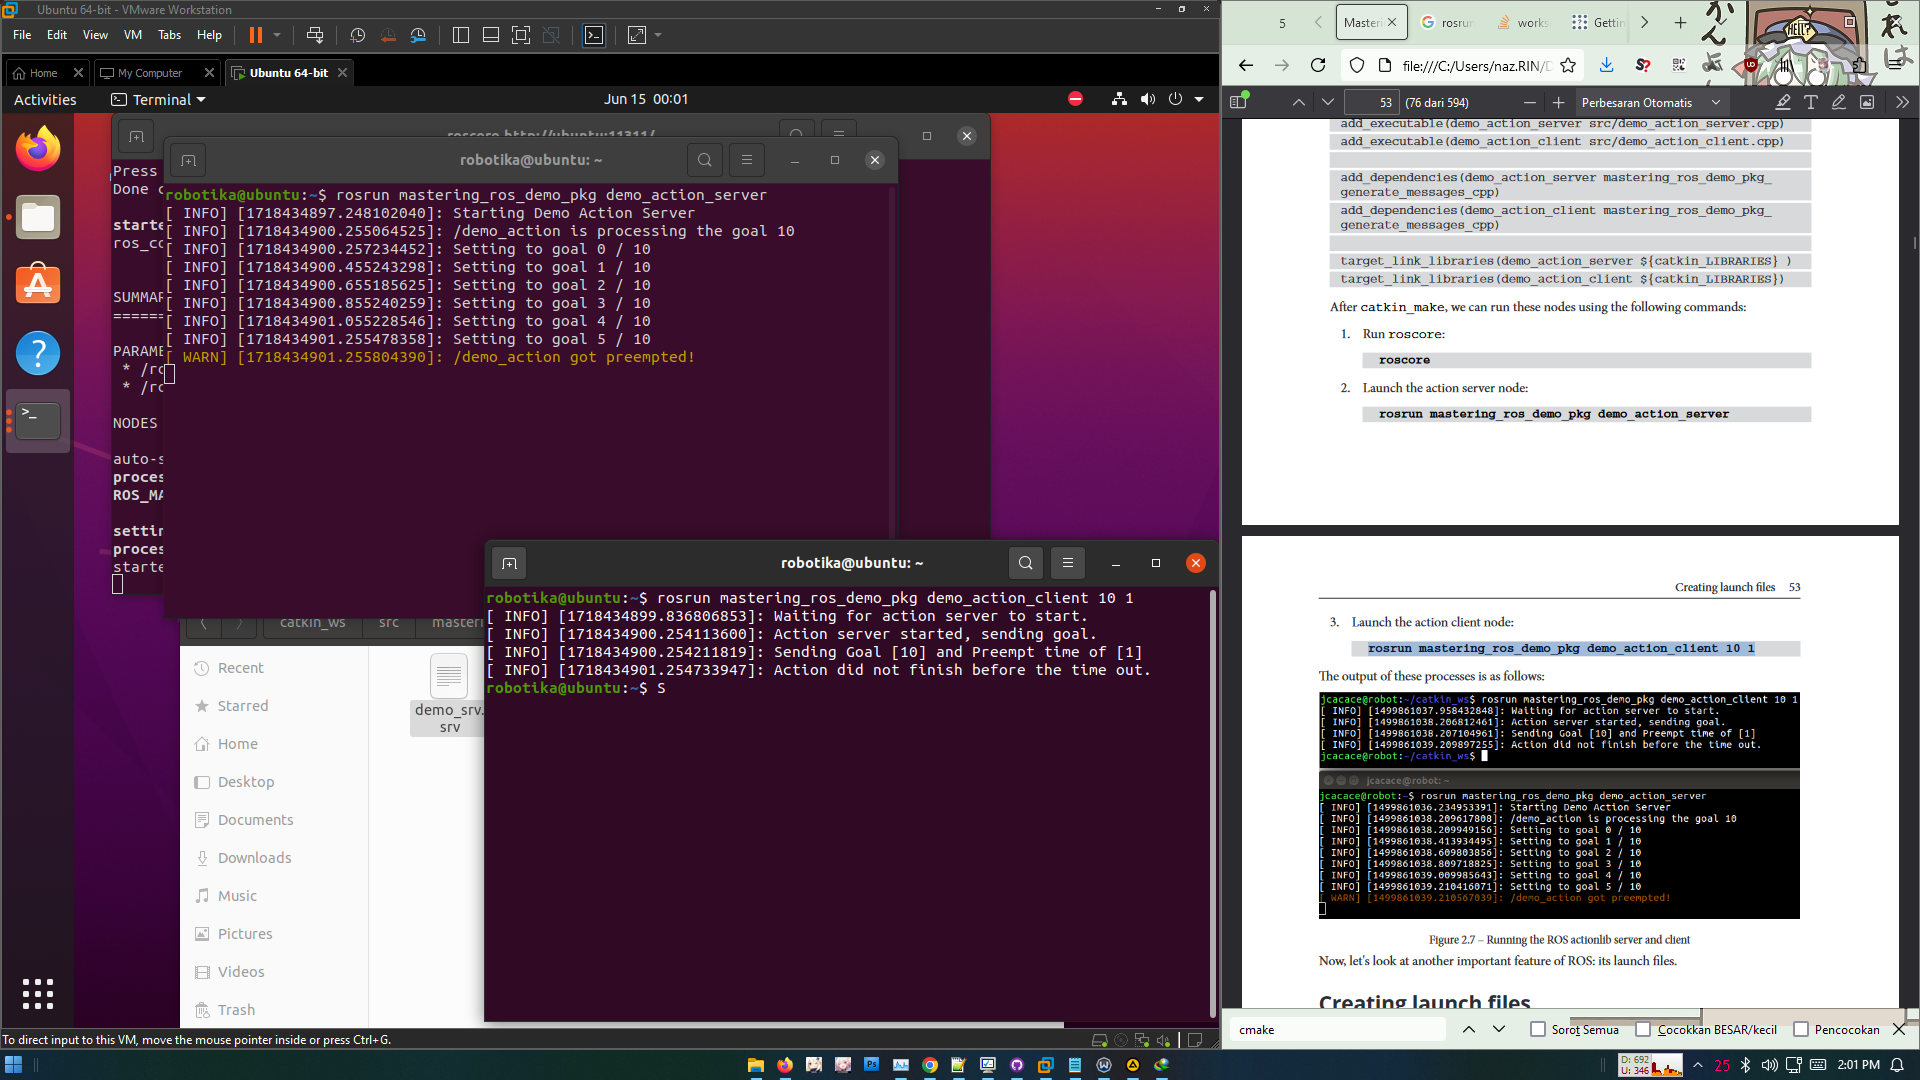 Ubuntu 64-bit - VMware Workstation
File Edit View VM Tabs Help
Home
My Computer
Ubuntu 64-bit
Activities
Terminal
Jun 15 00:01
roscore http://ubuntu:11311/
Press
Done c
starte
ros_co
SUMMAR
======
PARAME
* /ro
* /ro
NODES
auto-s
proces
ROS_MA
settin
proces
starte
robotika@ubuntu: ~
robotika@ubuntu:~$ rosrun mastering_ros_demo_pkg demo_action_server
[ INFO] [1718434897.248102040]: Starting Demo Action Server
[ INFO] [1718434900.255064525]: /demo_action is processing the goal 10
[ INFO] [1718434900.257234452]: Setting to goal 0 / 10
[ INFO] [1718434900.455243298]: Setting to goal 1 / 10
[ INFO] [1718434900.655185625]: Setting to goal 2 / 10
[ INFO] [1718434900.855240259]: Setting to goal 3 / 10
[ INFO] [1718434901.055228546]: Setting to goal 4 / 10
[ INFO] [1718434901.255478358]: Setting to goal 5 / 10
[ WARN] [1718434901.255804390]: /demo_action got preempted!
catkin_ws
src
masteri
Recent
Starred
Home
Desktop
Documents
Downloads
Music
Pictures
Videos
Trash
demo_srv.
srv
robotika@ubuntu: ~
robotika@ubuntu:~$ rosrun mastering_ros_demo_pkg demo_action_client 10 1
[ INFO] [1718434899.836806853]: Waiting for action server to start.
[ INFO] [1718434900.254113600]: Action server started, sending goal.
[ INFO] [1718434900.254211819]: Sending Goal [10] and Preempt time of [1]
[ INFO] [1718434901.254733947]: Action did not finish before the time out.
robotika@ubuntu:~$ S
To direct input to this VM, move the mouse pointer inside or press Ctrl+G.
5
Masteri
rosrun
works
Gettin
file:///C:/Users/naz.RIN/D
53
(76 dari 594)
Perbesaran Otomatis
add_executable(demo_action_server src/demo_action_server.cpp)
add_executable(demo_action_client src/demo_action_client.cpp)
add_dependencies(demo_action_server mastering_ros_demo_pkg_
generate_messages_cpp)
add_dependencies(demo_action_client mastering_ros_demo_pkg_
generate_messages_cpp)
target_link_libraries(demo_action_server ${catkin_LIBRARIES} )
target_link_libraries(demo_action_client ${catkin_LIBRARIES})
After catkin_make, we can run these nodes using the following commands:
1. Run roscore:
roscore
2. Launch the action server node:
rosrun mastering_ros_demo_pkg demo_action_server
Creating launch files 53
3. Launch the action client node:
rosrun mastering_ros_demo_pkg demo_action_client 10 1
The output of these processes is as follows:
jcacace@robot:~/catkin_ws$ rosrun mastering_ros_demo_pkg demo_action_client 10 1
[ INFO] [1499861037.958432848]: Waiting for action server to start.
[ INFO] [1499861038.206812461]: Action server started, sending goal.
[ INFO] [1499861038.207104961]: Sending Goal [10] and Preempt time of [1]
[ INFO] [1499861039.209897255]: Action did not finish before the time out.
jcacace@robot:~/catkin_ws$
jcacace@robot: ~
jcacace@robot:~$ rosrun mastering_ros_demo_pkg demo_action_server
[ INFO] [1499861036.234953391]: Starting Demo Action Server
[ INFO] [1499861038.209617808]: /demo_action is processing the goal 10
[ INFO] [1499861038.209949156]: Setting to goal 0 / 10
[ INFO] [1499861038.413934495]: Setting to goal 1 / 10
[ INFO] [1499861038.609803856]: Setting to goal 2 / 10
[ INFO] [1499861038.809718825]: Setting to goal 3 / 10
[ INFO] [1499861039.009985643]: Setting to goal 4 / 10
[ INFO] [1499861039.210416071]: Setting to goal 5 / 10
[ WARN] [1499861039.210567039]: /demo_action got preempted!
Figure 2.7 – Running the ROS actionlib server and client
Now, let's look at another important feature of ROS: its launch files.
Creating launch files
cmake
Sorot Semua
Cocokkan BESAR/kecil
Pencocokan
D: 692
U: 346
25
2:01 PM